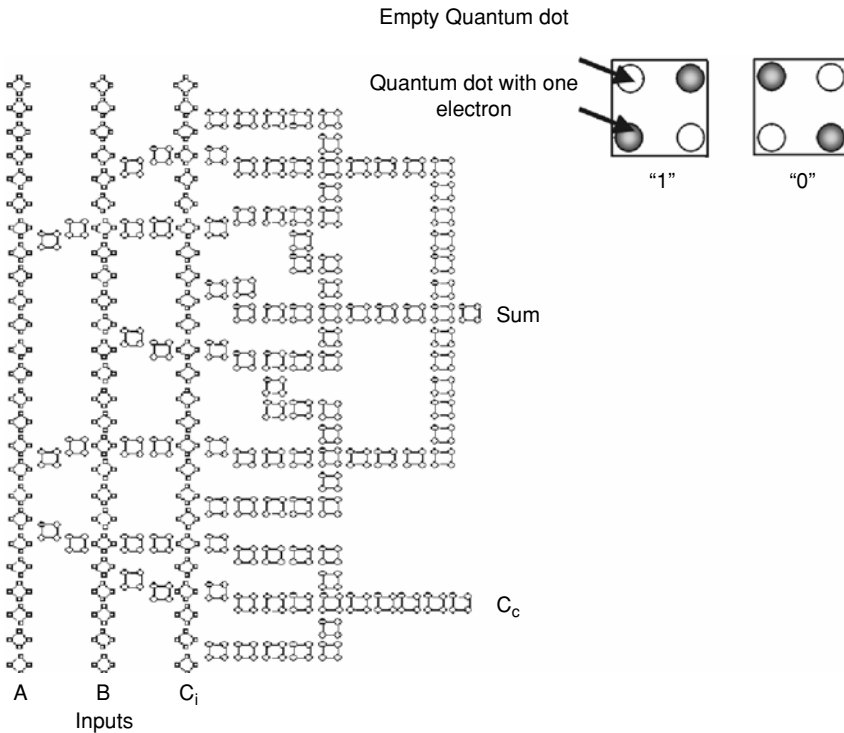 Empty Quantum dot
Quantum dot with one
electron
“1”
“0”
Sum
Cc
A
B
Ci
Inputs